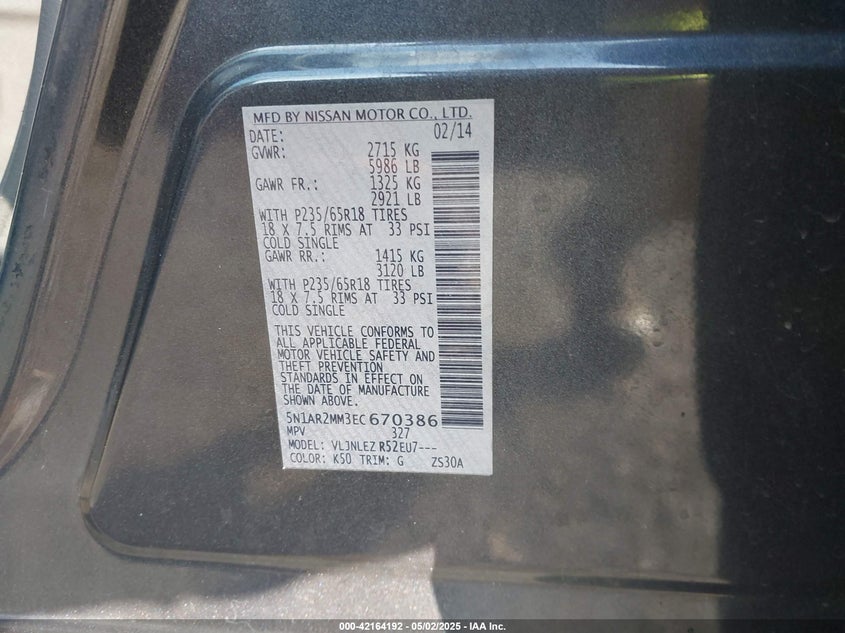 MFD BY NISSAN MOTOR CO., LTD.
DATE: 02/14
GVWR: 2715 KG
5986 LB
GAWR FR.: 1325 KG
2921 LB
WITH P235/65R18 TIRES
18 X 7.5 RIMS AT 33 PSI
COLD SINGLE
GAWR RR.: 1415 KG
3120 LB
WITH P235/65R18 TIRES
18 X 7.5 RIMS AT 33 PSI
COLD SINGLE
THIS VEHICLE CONFORMS TO
ALL APPLICABLE FEDERAL
MOTOR VEHICLE SAFETY AND
THEFT PREVENTION
STANDARDS IN EFFECT ON
THE DATE OF MANUFACTURE
SHOWN ABOVE.
5N1AR2MM3EC670386
MPV 327
MODEL: VLJNLEZ R52EU7---
COLOR: K50 TRIM: G ZS30A
000-42164192 - 05/02/2025 - IAA Inc.